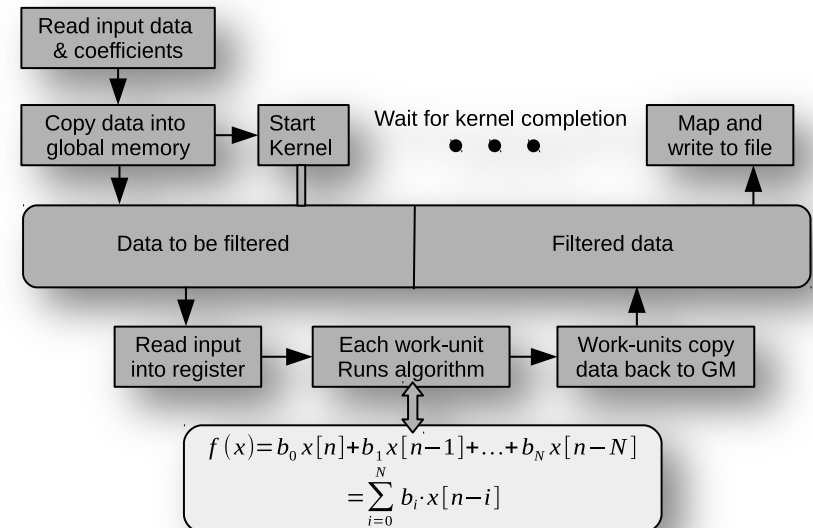 Read input data
& coefficients
Copy data into
global memory
Start
Kernel
Wait for kernel completion
Map and
write to file
Data to be filtered
Filtered data
Read input
into register
Each work-unit
Runs algorithm
Work-units copy
data back to GM
f(x)=b₀x[n]+b₁x[n−1]+…+b_N x[n−N]
=∑_{i=0}^{N} bᵢ·x[n−i]